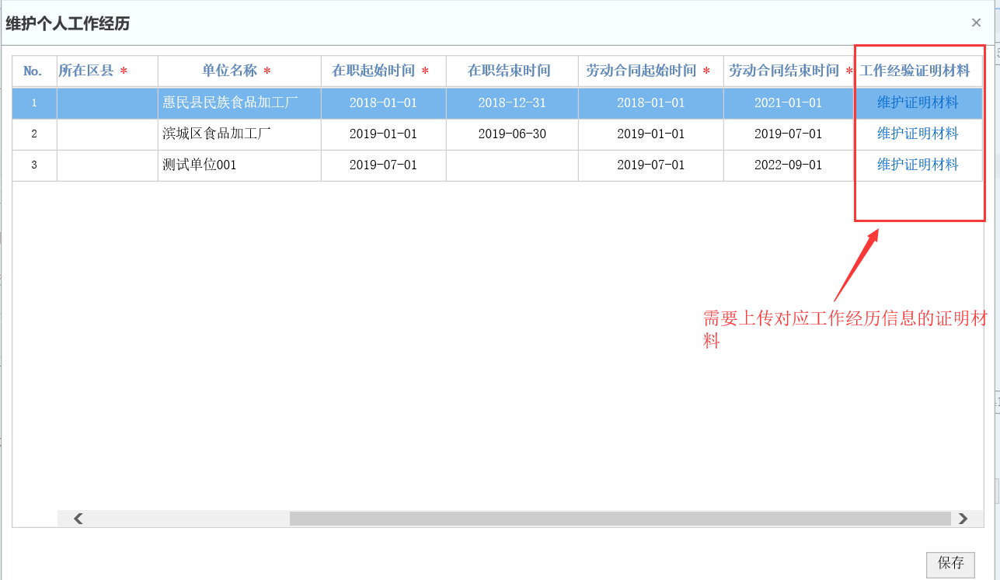 维护个人工作经历 ×
No. 所在区县 * 单位名称 * 在职起始时间 * 在职结束时间 劳动合同起始时间 * 劳动合同结束时间 * 工作经验证明材料
1 惠民县民族食品加工厂 2018-01-01 2018-12-31 2018-01-01 2021-01-01 维护证明材料
2 滨城区食品加工厂 2019-01-01 2019-06-30 2019-01-01 2019-07-01 维护证明材料
3 测试单位001 2019-07-01 2019-07-01 2022-09-01 维护证明材料
需要上传对应工作经历信息的证明材
料
保存